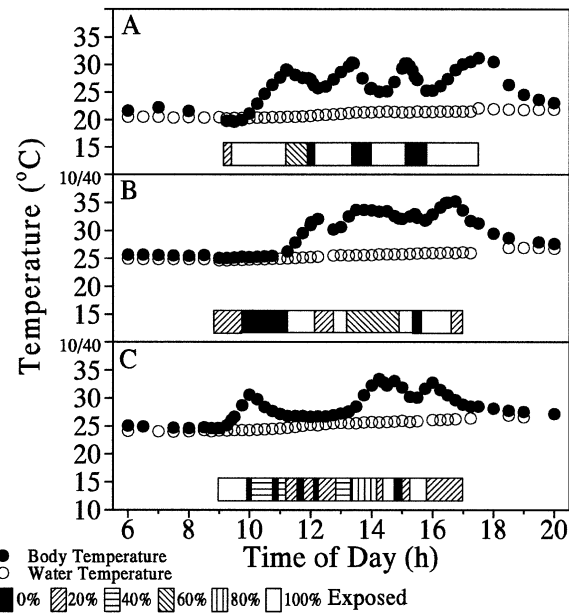 A
35
30
25
20
15
10/40
B
35
30
25
20
15
10/40
C
35
30
25
20
15
10
Temperature (°C)
6 8 10 12 14 16 18 20
Time of Day (h)
Body Temperature
Water Temperature
0% 20% 40% 60% 80% 100% Exposed